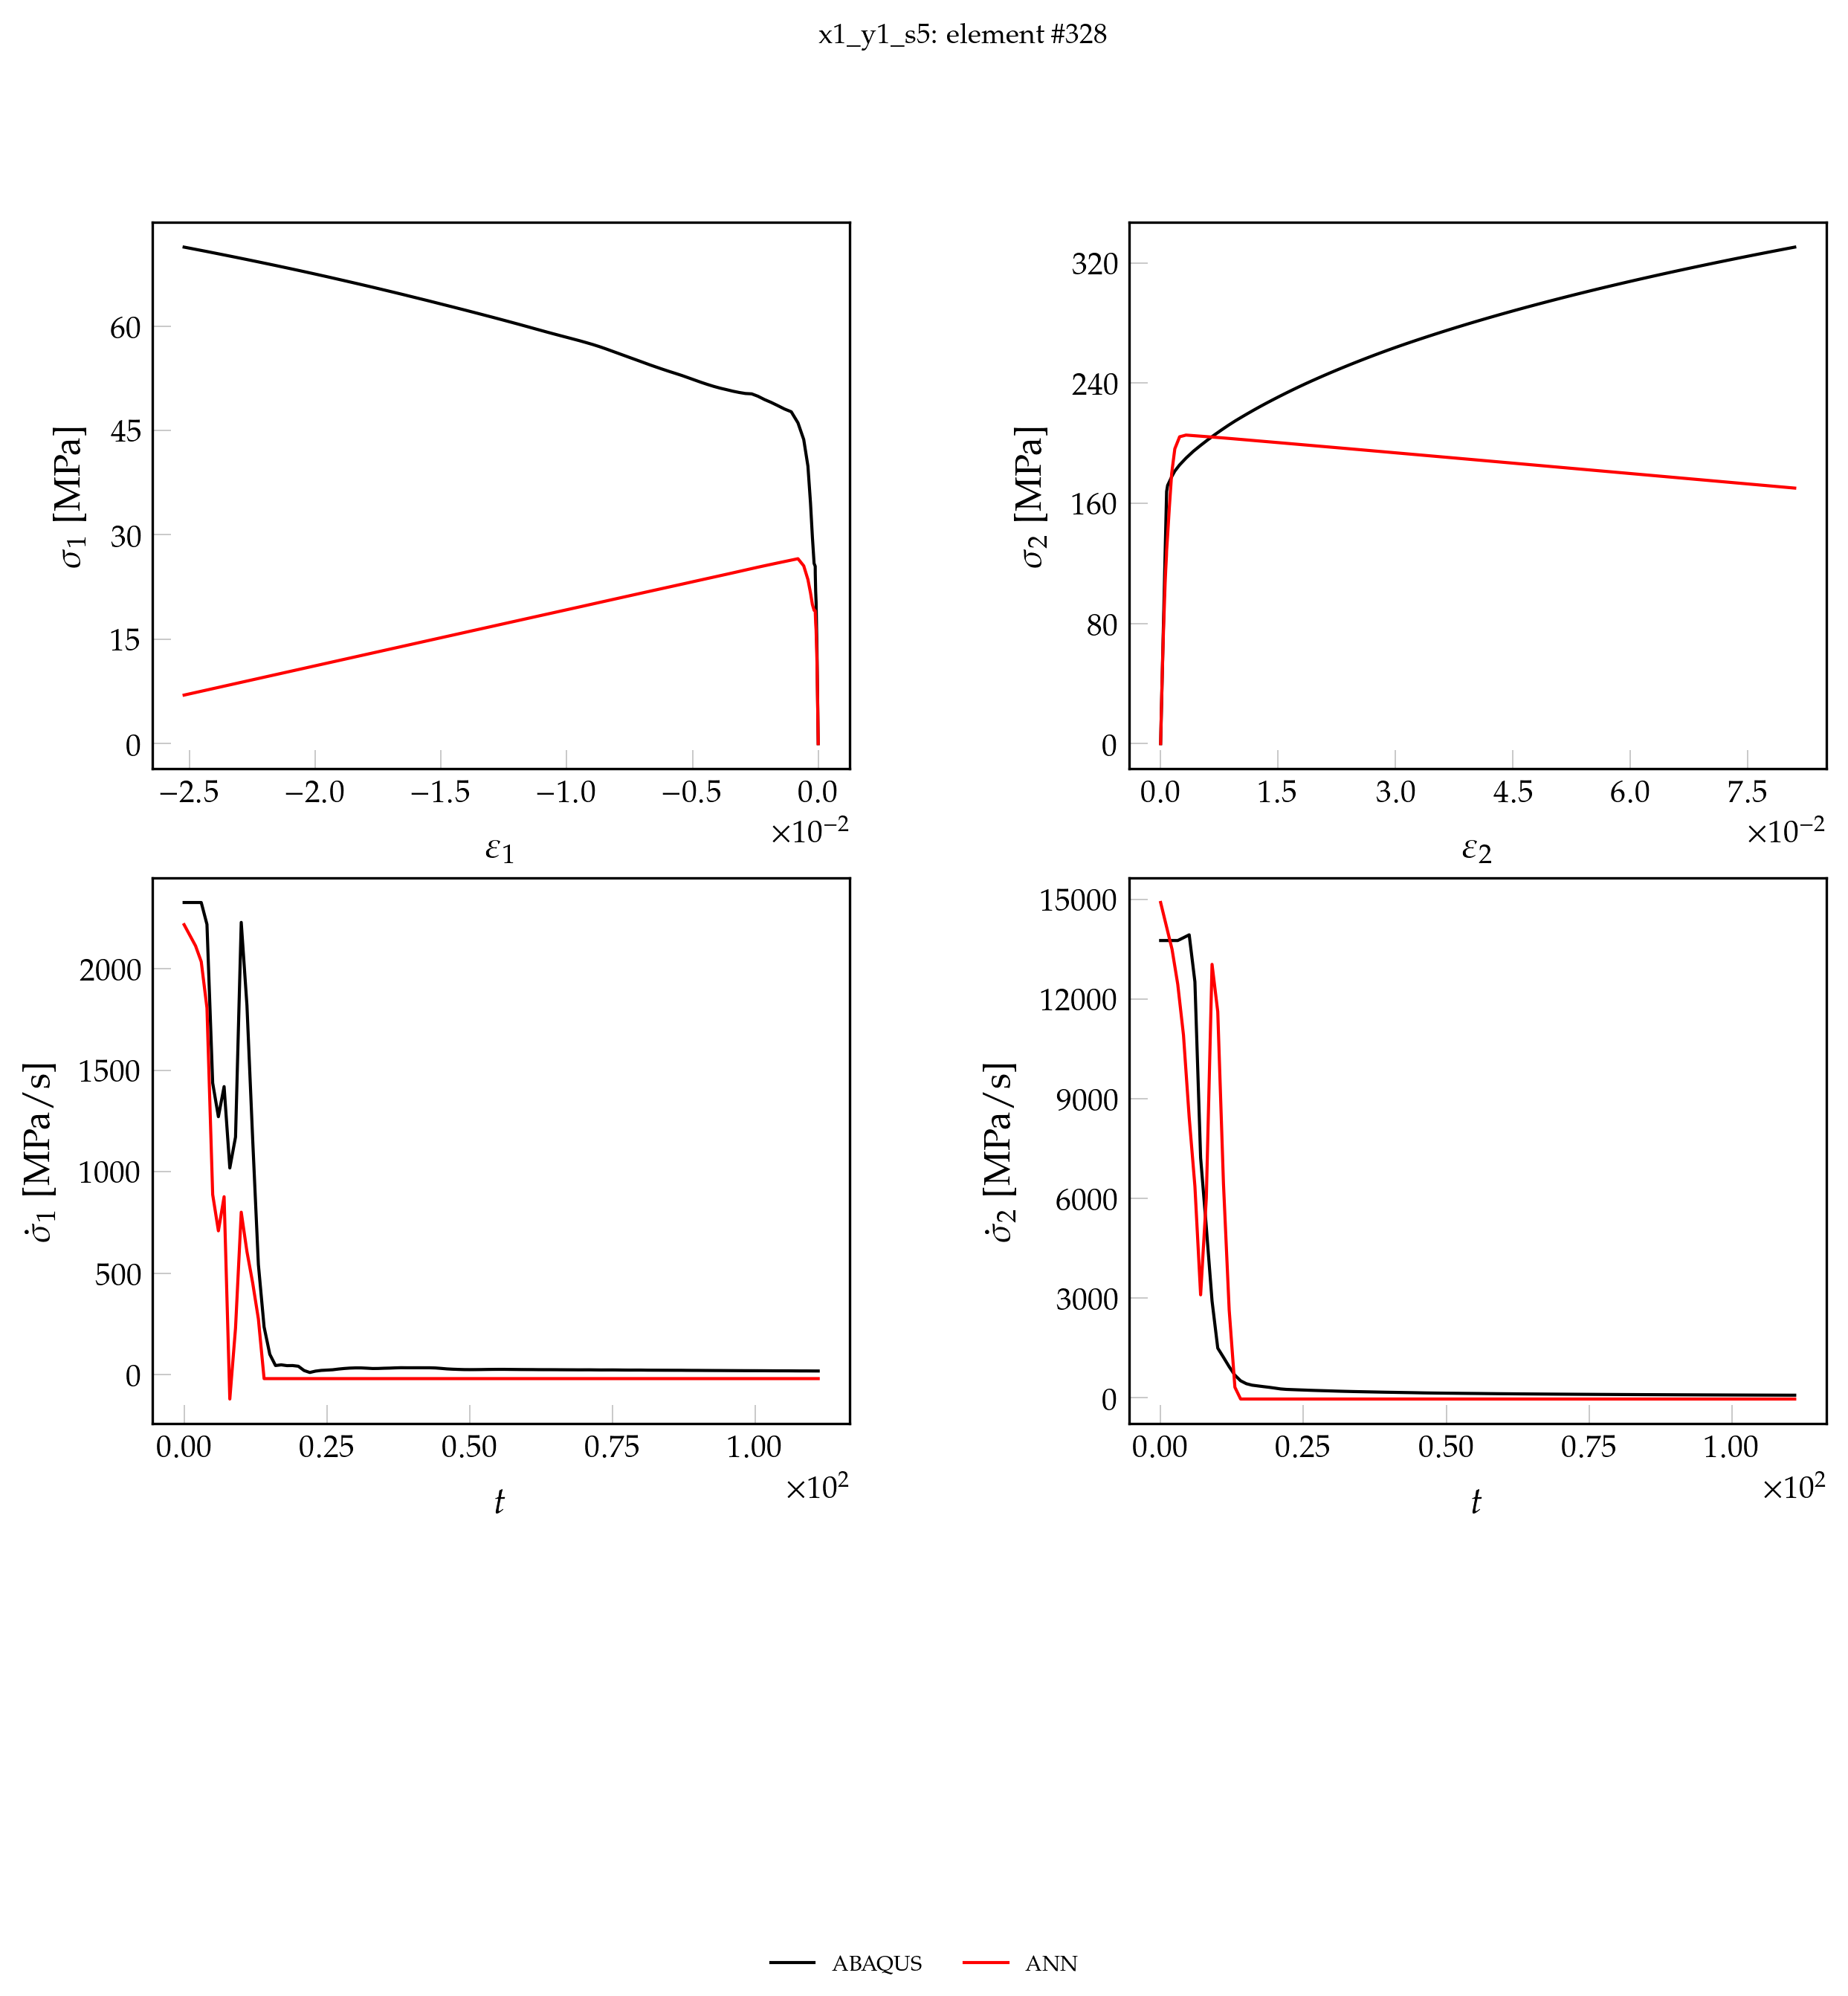 x1_y1_s5: element #328
σ1 [MPa]
60
45
30
15
0
−2.5 −2.0 −1.5 −1.0 −0.5 0.0
×10−2
ε1
σ2 [MPa]
320
240
160
80
0
0.0 1.5 3.0 4.5 6.0 7.5
×10−2
ε2
σ̇1 [MPa/s]
2000
1500
1000
500
0
0.00 0.25 0.50 0.75 1.00
×10²
t
σ̇2 [MPa/s]
15000
12000
9000
6000
3000
0
0.00 0.25 0.50 0.75 1.00
×10²
t
ABAQUS ANN